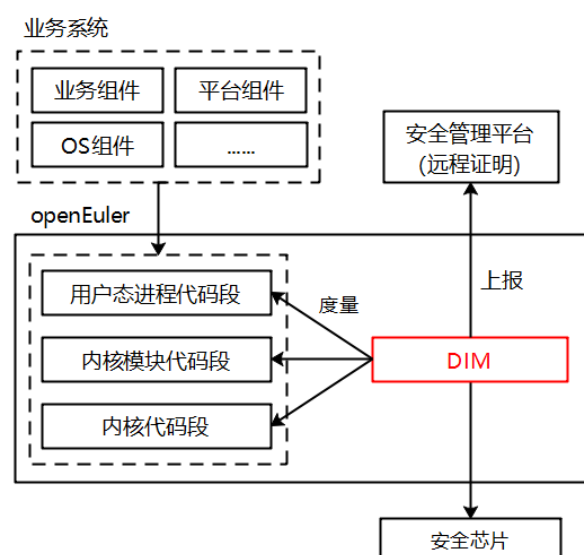 业务系统
业务组件
平台组件
OS组件
......
安全管理平台
(远程证明)
openEuler
上报
用户态进程代码段
度量
内核模块代码段
DIM
内核代码段
安全芯片